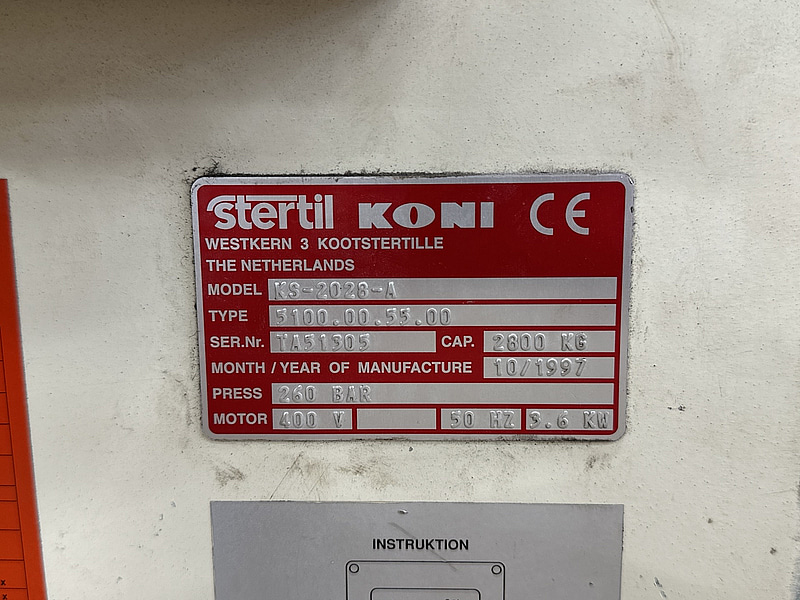 stertil KONI CE
WESTKERN 3 KOOTSTERTILLE
THE NETHERLANDS
MODEL KS-2028-A
TYPE 5100.00.55.00
SER.Nr. TA51305 CAP. 2800 KG
MONTH / YEAR OF MANUFACTURE 10/1997
PRESS 260 BAR
MOTOR 400 V 50 HZ 3.6 KW
INSTRUKTION
x
x